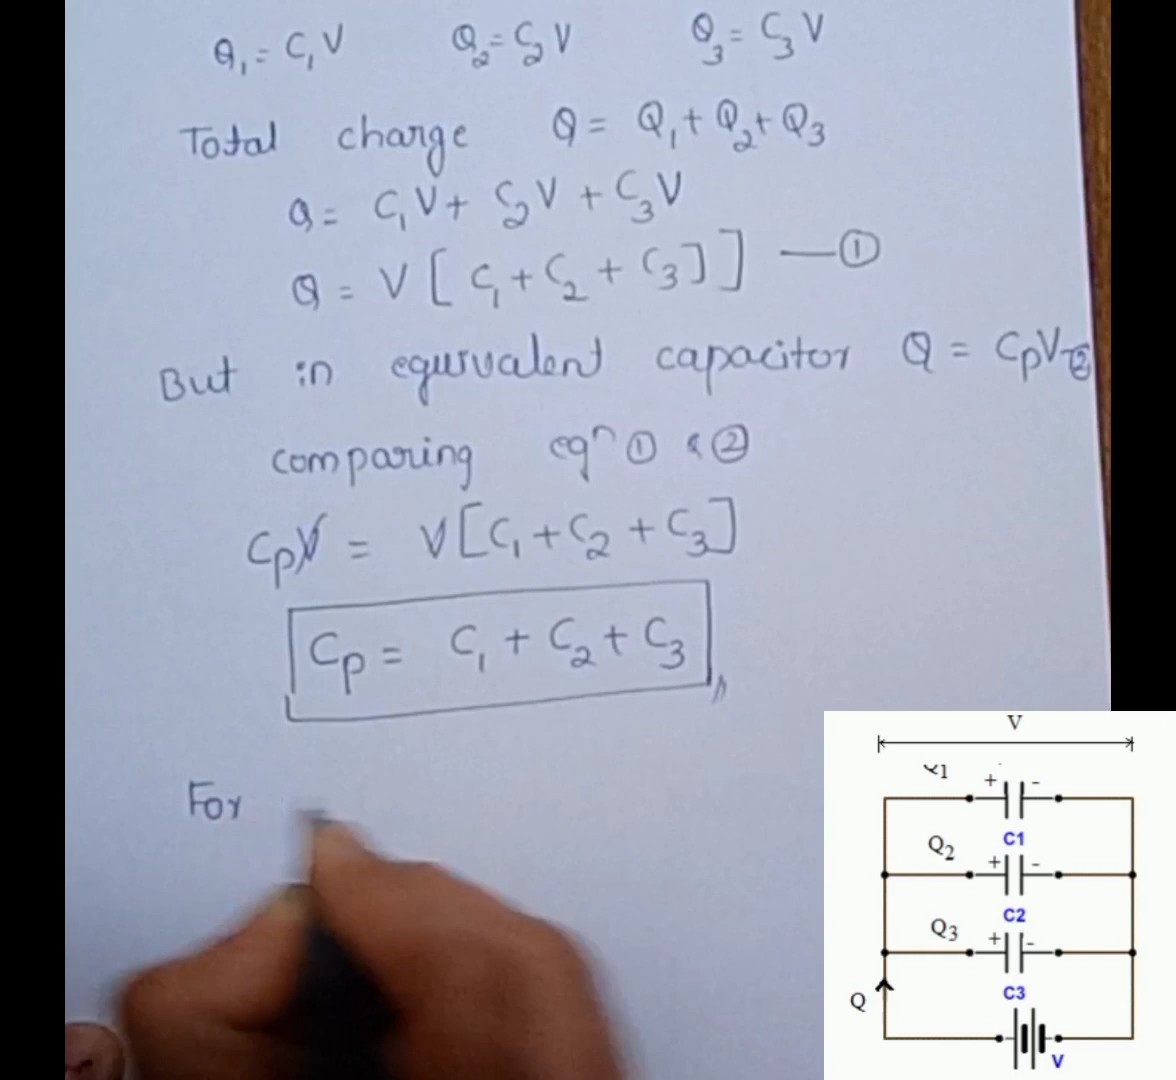 Q₁ = C₁V Q₂ = C₂V Q₃ = C₃V
Total charge Q = Q₁ + Q₂ + Q₃
Q = C₁V + C₂V + C₃V
Q = V [ C₁ + C₂ + C₃ ] ] — ①
But in equivalent capacitor Q = CₚV — ②
comparing eqⁿ ① & ②
CₚV = V [ C₁ + C₂ + C₃ ]
Cₚ = C₁ + C₂ + C₃
For
V
+ -
C1
Q₂ + -
C2
Q₃ + -
C3
Q
V